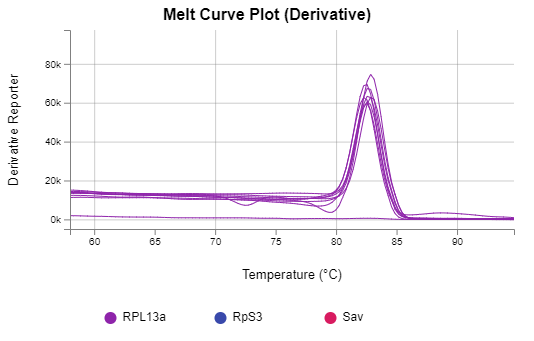 Melt Curve Plot (Derivative)
Derivative Reporter
80k
60k
40k
20k
0k
60
65
70
75
80
85
90
Temperature (°C)
RPL13a
RpS3
Sav